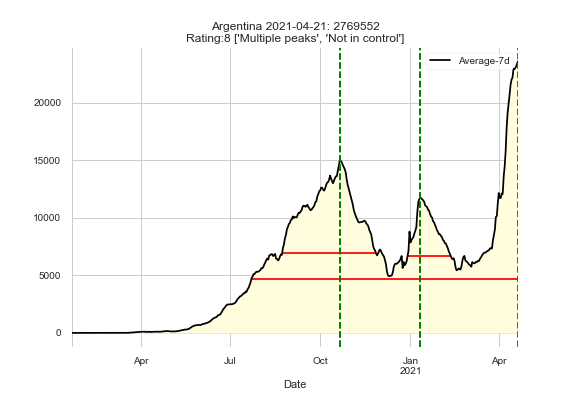 Argentina 2021-04-21: 2769552
Rating:8 ['Multiple peaks', 'Not in control']
Average-7d
20000
15000
10000
5000
0
Apr
Jul
Oct
Jan
2021
Apr
Date